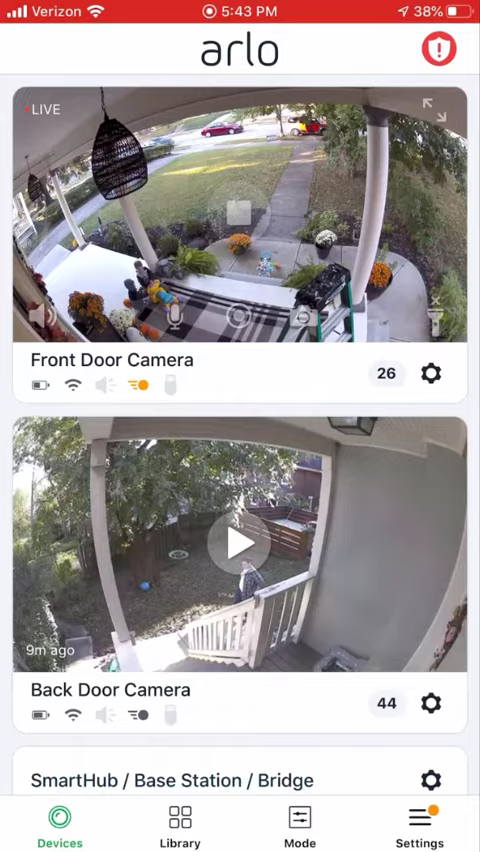 Verizon 5:43 PM 38%
arlo
LIVE
Front Door Camera
26
9m ago
Back Door Camera
44
SmartHub / Base Station / Bridge
Devices Library Mode Settings